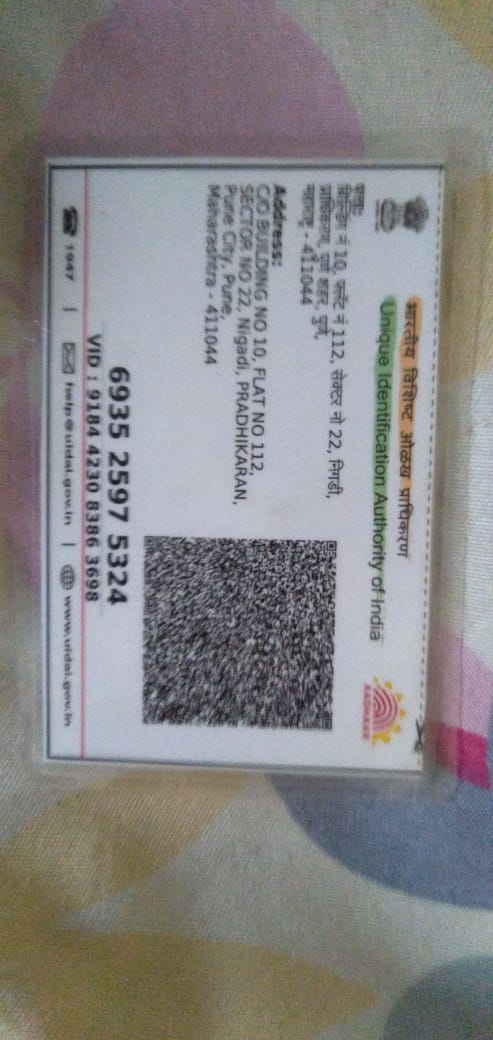 भारतीय विशिष्ट ओळख प्राधिकरण
Unique Identification Authority of India
AADHAAR
पत्ता:
बिल्डिंग नं 10, फ्लॅट नं 112, सेक्टर नो 22, निगडी,
प्राधिकरण, पुणे शहर, पुणे,
महाराष्ट्र - 411044
Address:
C/O BUILDING NO 10, FLAT NO 112,
SECTOR NO 22, Nigadi, PRADHIKARAN,
Pune City, Pune,
Maharashtra - 411044
6935 2597 5324
VID : 9184 4230 8386 3698
1947 | help@uidai.gov.in | www.uidai.gov.in